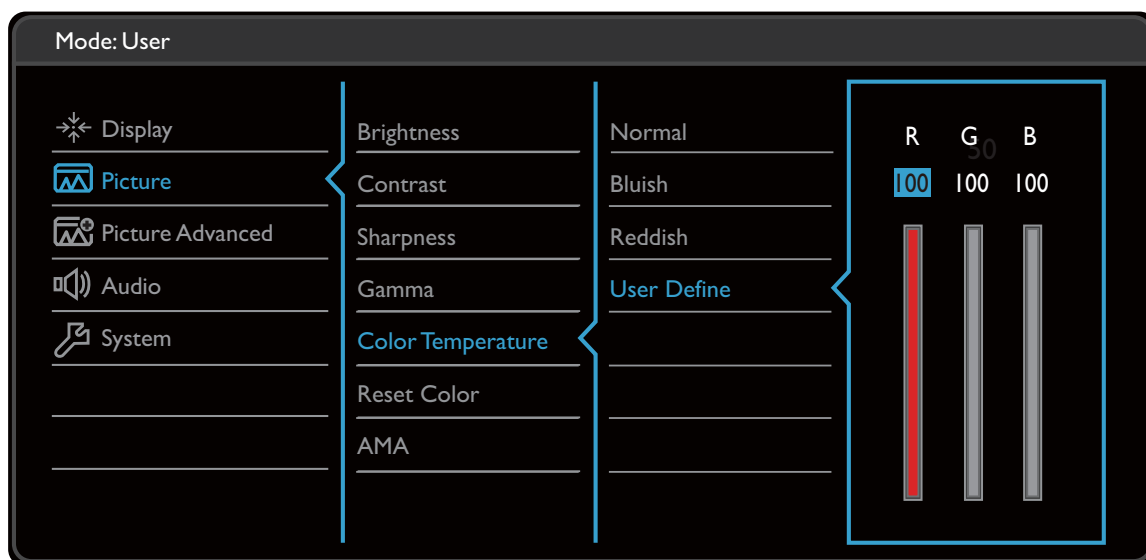 Mode: User
Display
Picture
Picture Advanced
Audio
System
Brightness
Contrast
Sharpness
Gamma
Color Temperature
Reset Color
AMA
Normal
Bluish
Reddish
User Define
R G B
50
100 100 100